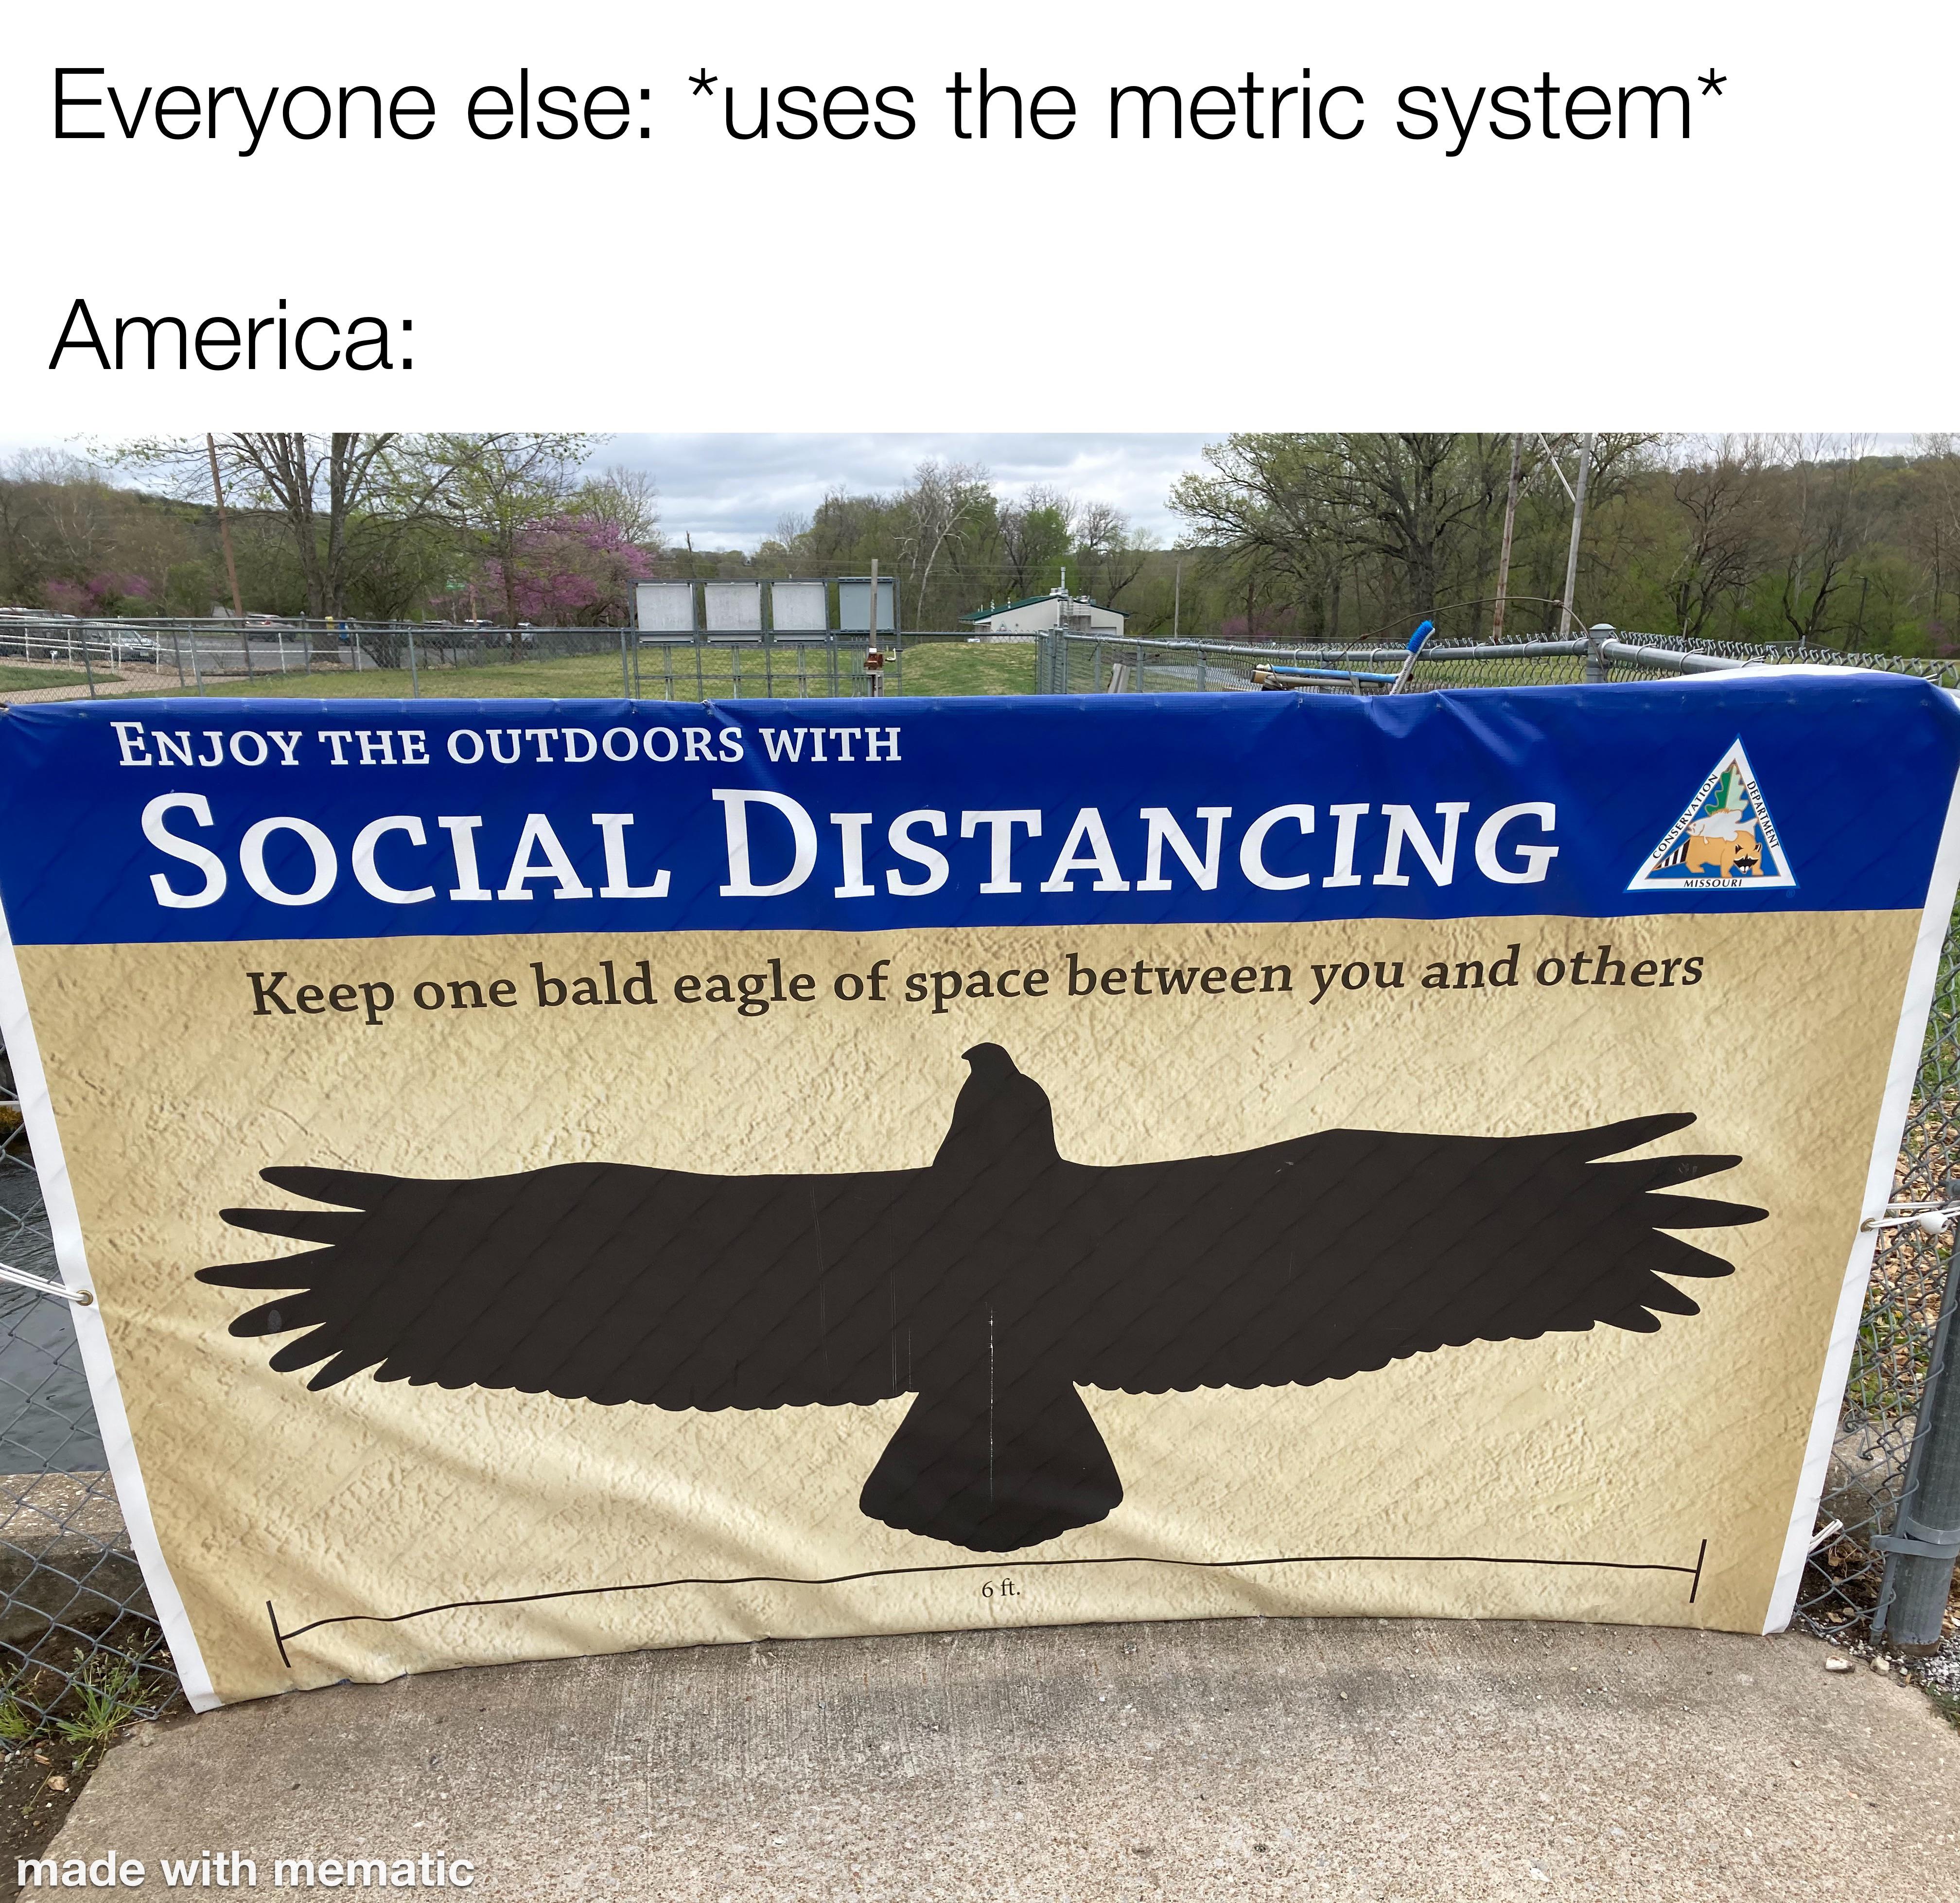 Everyone else: *uses the metric system*
America:
ENJOY THE OUTDOORS WITH
SOCIAL DISTANCING
CONSERVATION
DEPARTMENT
MISSOURI
Keep one bald eagle of space between you and others
6 ft.
made with mematic